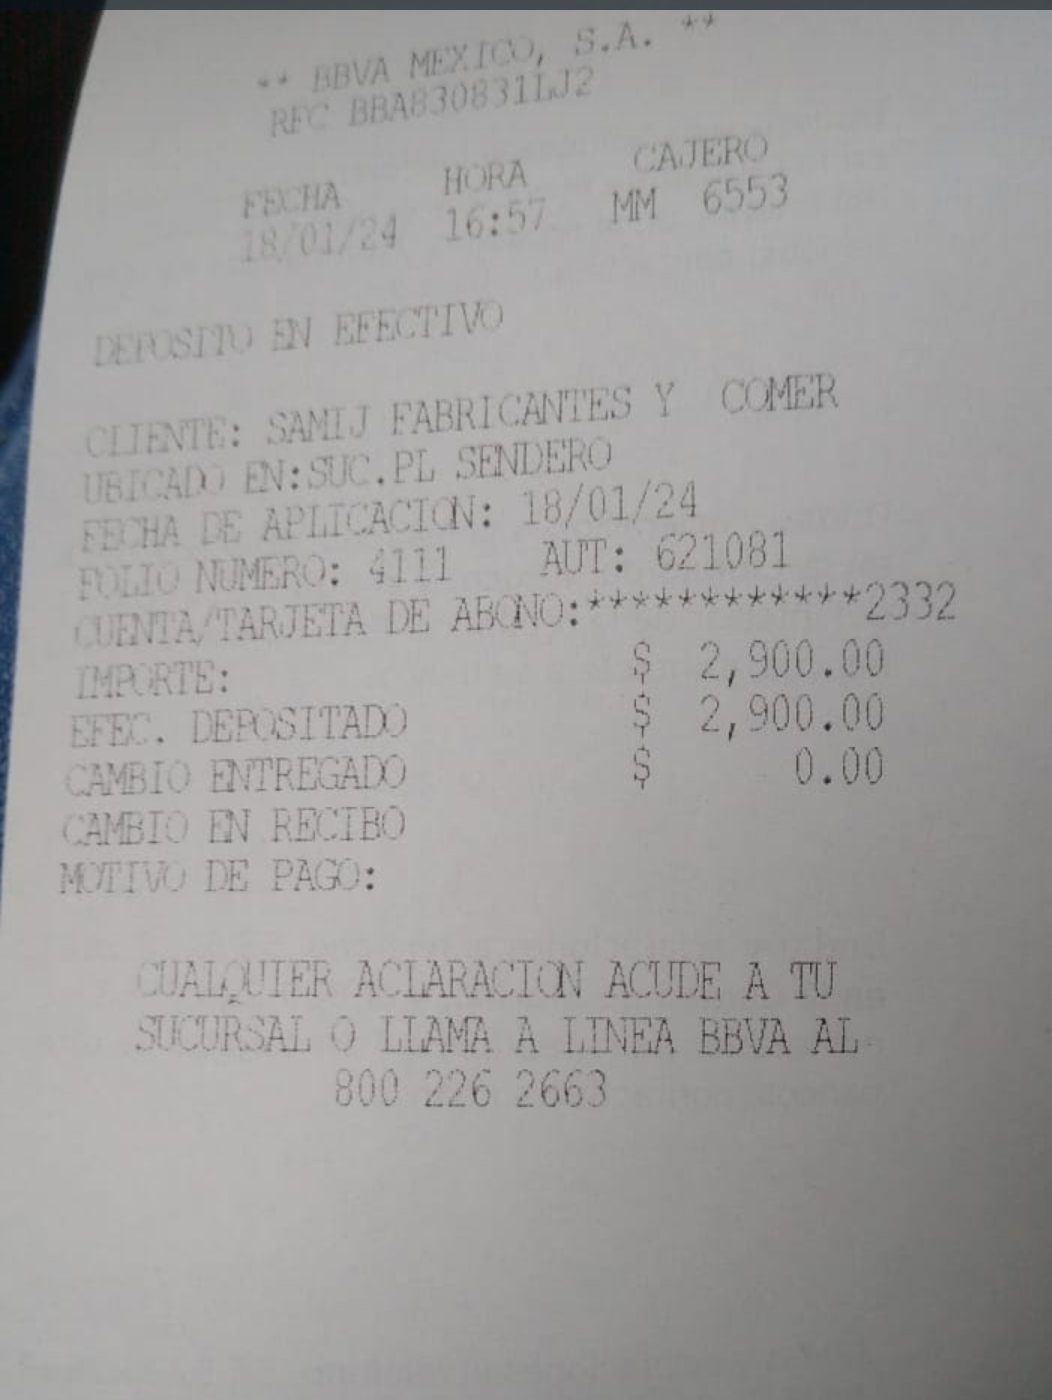 ** BBVA MEXICO, S.A. **
RFC BBA830831LJ2
FECHA HORA CAJERO
18/01/24 16:57 MM 6553
DEPOSITO EN EFECTIVO
CLIENTE: SAMIJ FABRICANTES Y COMER
UBICADO EN:SUC.PL SENDERO
FECHA DE APLICACION: 18/01/24
FOLIO NUMERO: 4111 AUT: 621081
CUENTA/TARJETA DE ABONO:************2332
IMPORTE: $ 2,900.00
EFEC. DEPOSITADO $ 2,900.00
CAMBIO ENTREGADO $ 0.00
CAMBIO EN RECIBO
MOTIVO DE PAGO:
CUALQUIER ACLARACION ACUDE A TU
SUCURSAL O LLAMA A LINEA BBVA AL
800 226 2663